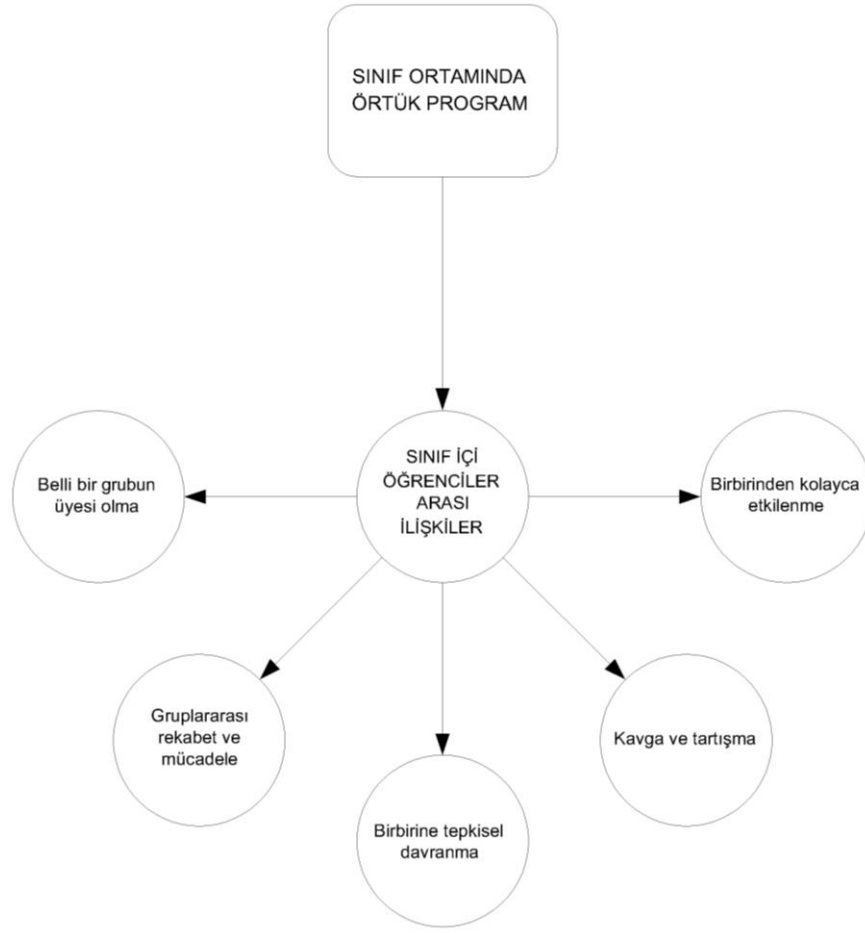 SINIF ORTAMINDA
ÖRTÜK PROGRAM
SINIF İÇİ
ÖĞRENCİLER
ARASI
İLİŞKİLER
Belli bir grubun
üyesi olma
Birbirinden kolayca
etkilenme
Gruplararası
rekabet ve
mücadele
Kavga ve tartışma
Birbirine tepkisel
davranma